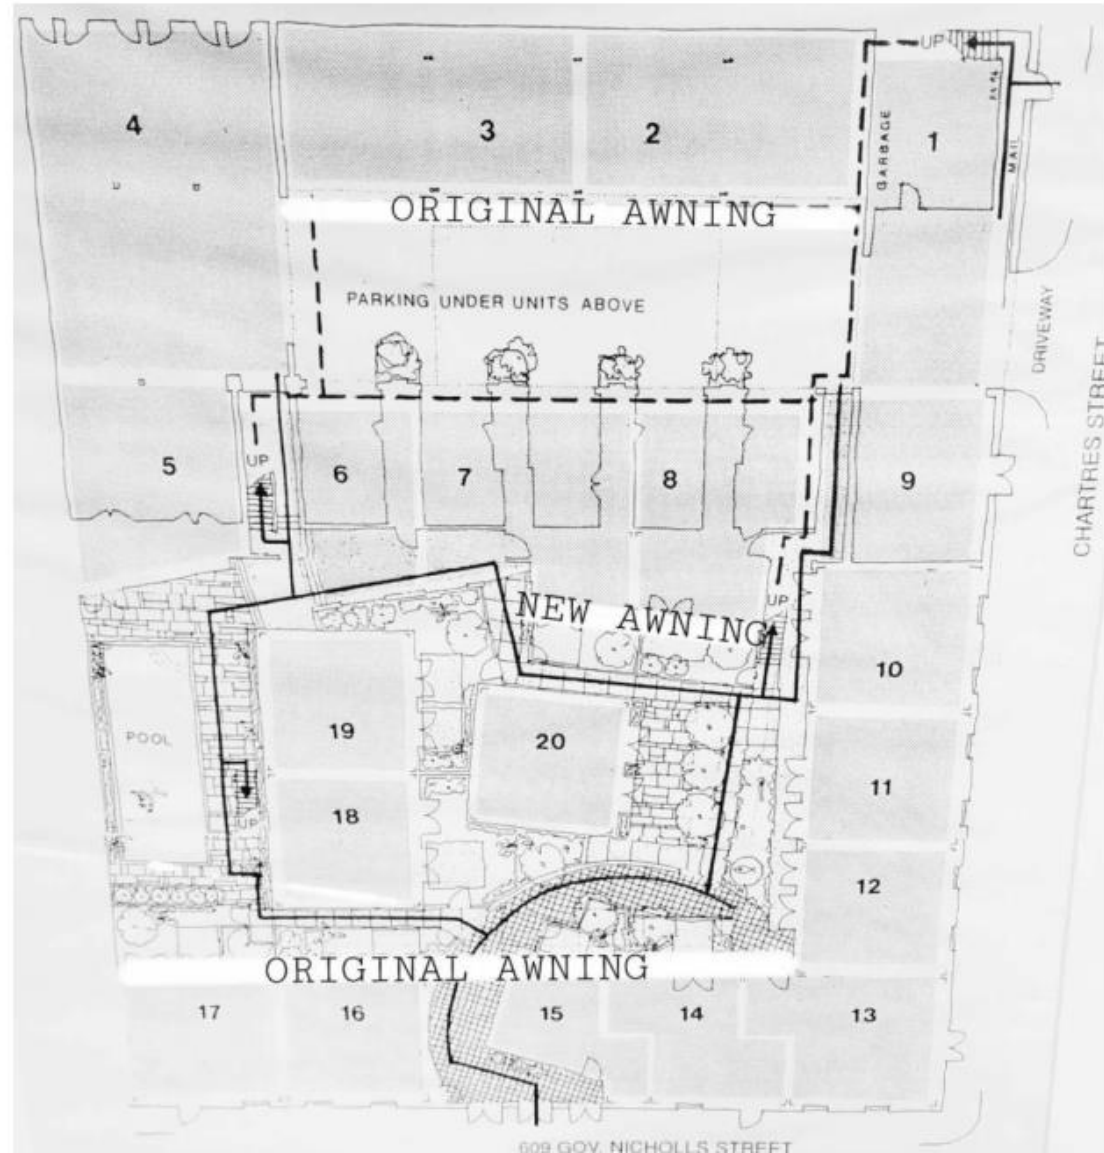 UP
4
3
2
1
GARBAGE
MAIL
ORIGINAL AWNING
PARKING UNDER UNITS ABOVE
DRIVEWAY
CHARTRES STREET
5
UP
6
7
8
9
NEW AWNING
UP
10
19
20
POOL
11
18
UP
12
ORIGINAL AWNING
17
16
15
14
13
609 GOV. NICHOLLS STREET